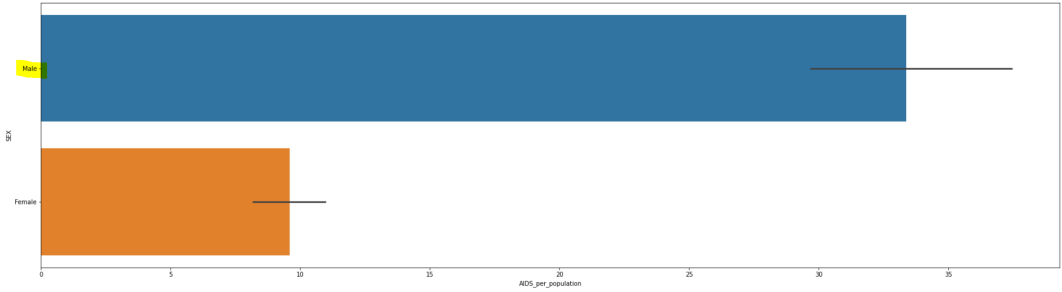 Male
SEX
Female
0 5 10 15 20 25 30 35
AIDS_per_population